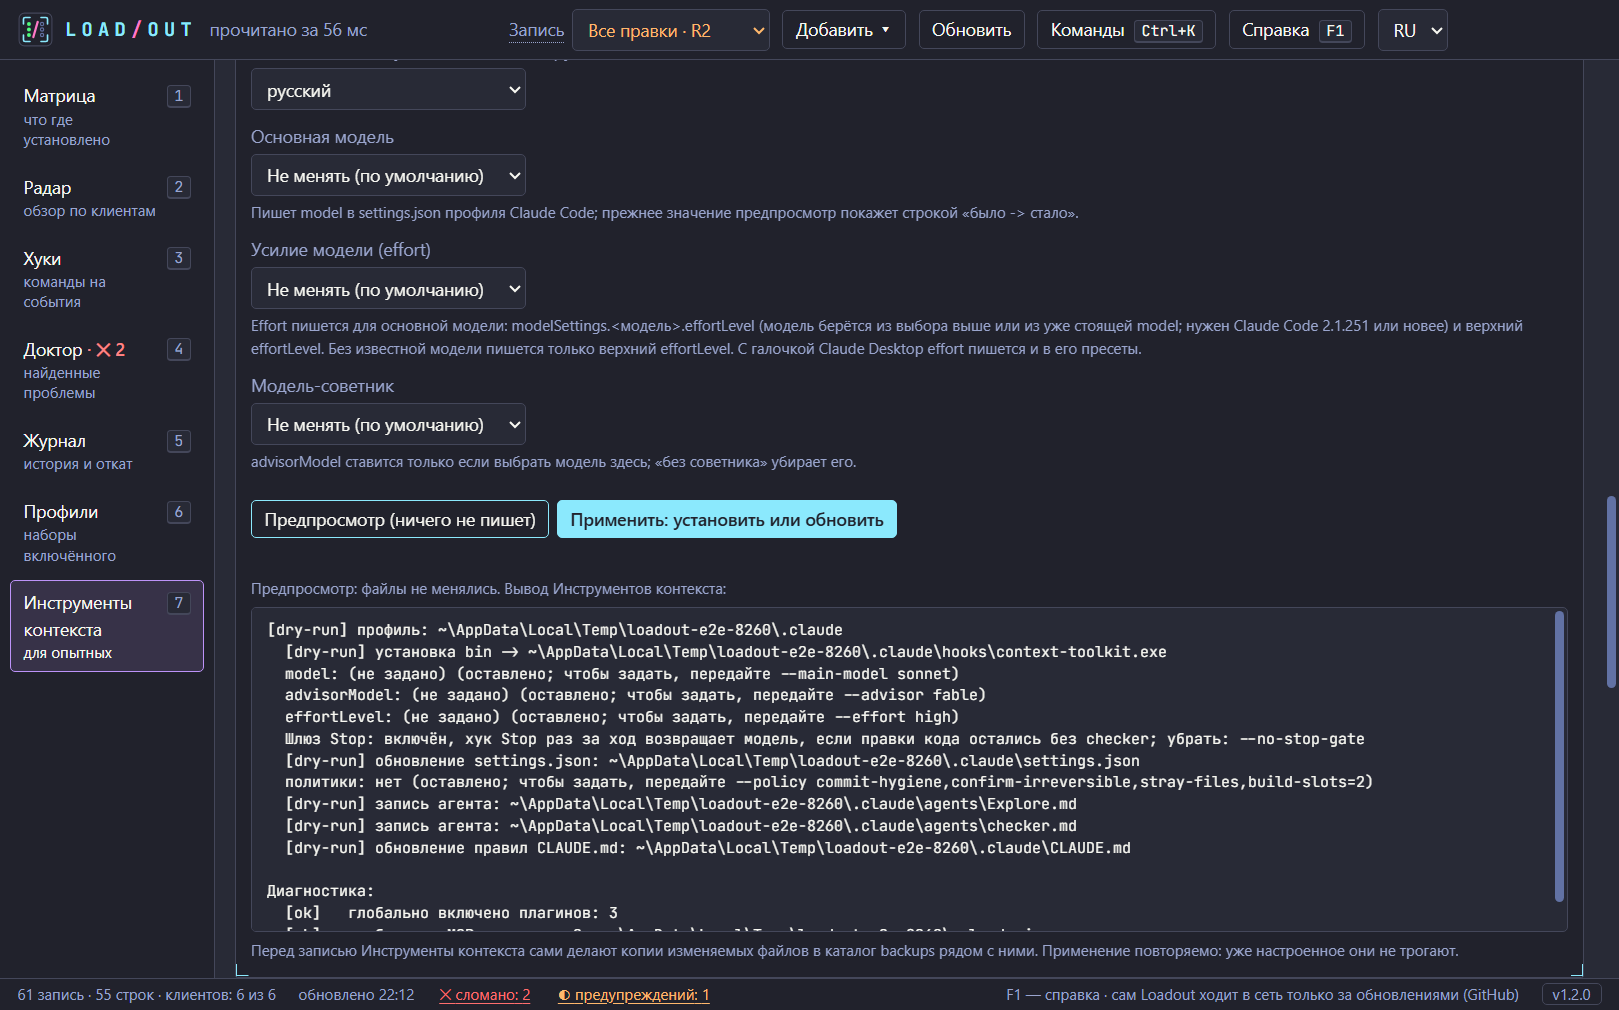 LOAD/OUT прочитано за 56 мс Запись Все правки · R2 Добавить ▼ Обновить Команды Ctrl+K Справка F1 RU
Матрица 1
что где
установлено
Радар 2
обзор по клиентам
Хуки 3
команды на
события
Доктор · ✕ 2 4
найденные
проблемы
Журнал 5
история и откат
Профили 6
наборы
включённого
Инструменты 7
контекста
для опытных
русский
Основная модель
Не менять (по умолчанию)
Пишет model в settings.json профиля Claude Code; прежнее значение предпросмотр покажет строкой «было -> стало».
Усилие модели (effort)
Не менять (по умолчанию)
Effort пишется для основной модели: modelSettings.<модель>.effortLevel (модель берётся из выбора выше или из уже стоящей model; нужен Claude Code 2.1.251 или новее) и верхний
effortLevel. Без известной модели пишется только верхний effortLevel. С галочкой Claude Desktop effort пишется и в его пресеты.
Модель-советник
Не менять (по умолчанию)
advisorModel ставится только если выбрать модель здесь; «без советника» убирает его.
Предпросмотр (ничего не пишет) Применить: установить или обновить
Предпросмотр: файлы не менялись. Вывод Инструментов контекста:
[dry-run] профиль: ~\AppData\Local\Temp\loadout-e2e-8260\.claude
[dry-run] установка bin -> ~\AppData\Local\Temp\loadout-e2e-8260\.claude\hooks\context-toolkit.exe
model: (не задано) (оставлено; чтобы задать, передайте --main-model sonnet)
advisorModel: (не задано) (оставлено; чтобы задать, передайте --advisor fable)
effortLevel: (не задано) (оставлено; чтобы задать, передайте --effort high)
Шлюз Stop: включён, хук Stop раз за ход возвращает модель, если правки кода остались без checker; убрать: --no-stop-gate
[dry-run] обновление settings.json: ~\AppData\Local\Temp\loadout-e2e-8260\.claude\settings.json
политики: нет (оставлено; чтобы задать, передайте --policy commit-hygiene,confirm-irreversible,stray-files,build-slots=2)
[dry-run] запись агента: ~\AppData\Local\Temp\loadout-e2e-8260\.claude\agents\Explore.md
[dry-run] запись агента: ~\AppData\Local\Temp\loadout-e2e-8260\.claude\agents\checker.md
[dry-run] обновление правил CLAUDE.md: ~\AppData\Local\Temp\loadout-e2e-8260\.claude\CLAUDE.md
Диагностика:
[ok] глобально включено плагинов: 3
Перед записью Инструменты контекста сами делают копии изменяемых файлов в каталог backups рядом с ними. Применение повторяемо: уже настроенное они не трогают.
61 запись · 55 строк · клиентов: 6 из 6 обновлено 22:12 ✕ сломано: 2 ◐ предупреждений: 1 F1 — справка · сам Loadout ходит в сеть только за обновлениями (GitHub) v1.2.0